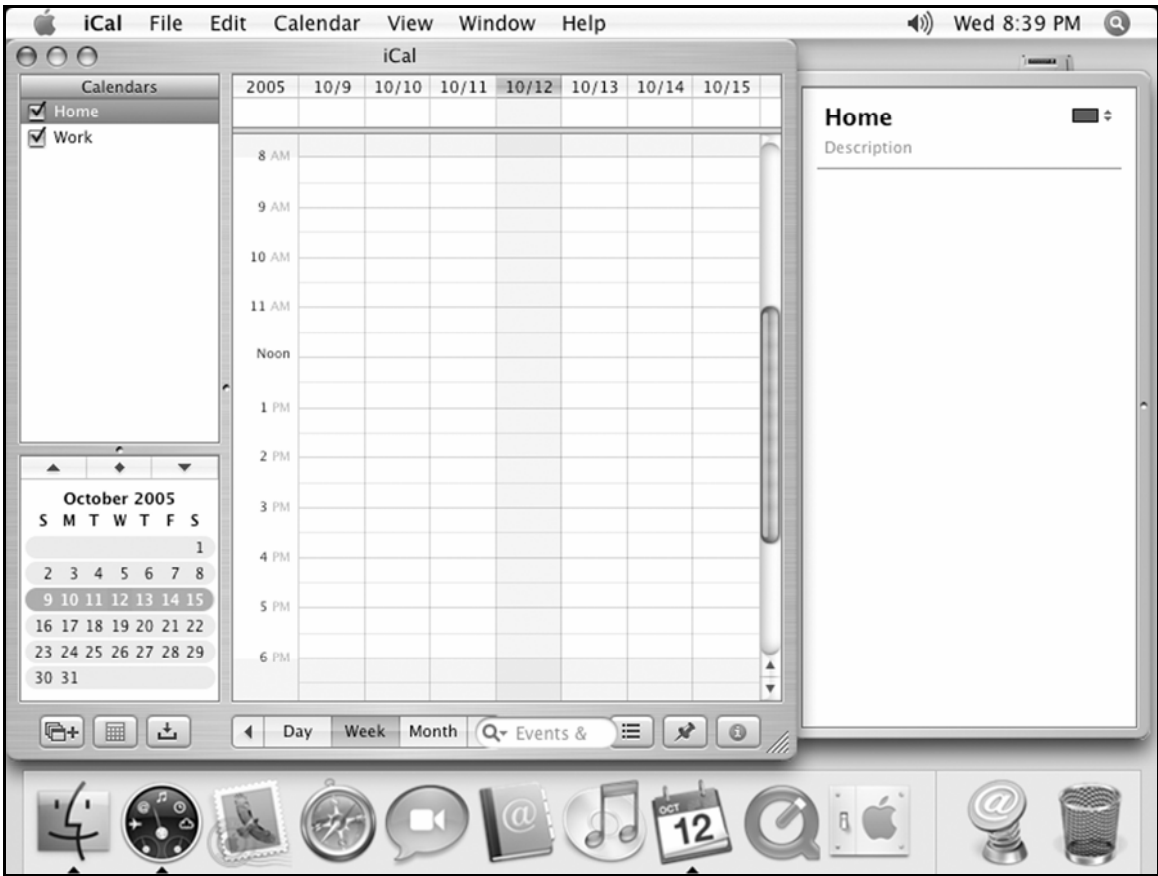 iCal File Edit Calendar View Window Help Wed 8:39 PM
iCal
Calendars
Home
Work
2005 10/9 10/10 10/11 10/12 10/13 10/14 10/15
8 AM
9 AM
10 AM
11 AM
Noon
1 PM
2 PM
3 PM
4 PM
5 PM
6 PM
Home
Description
October 2005
S M T W T F S
1
2 3 4 5 6 7 8
9 10 11 12 13 14 15
16 17 18 19 20 21 22
23 24 25 26 27 28 29
30 31
Day Week Month Events &
@ OCT @
12